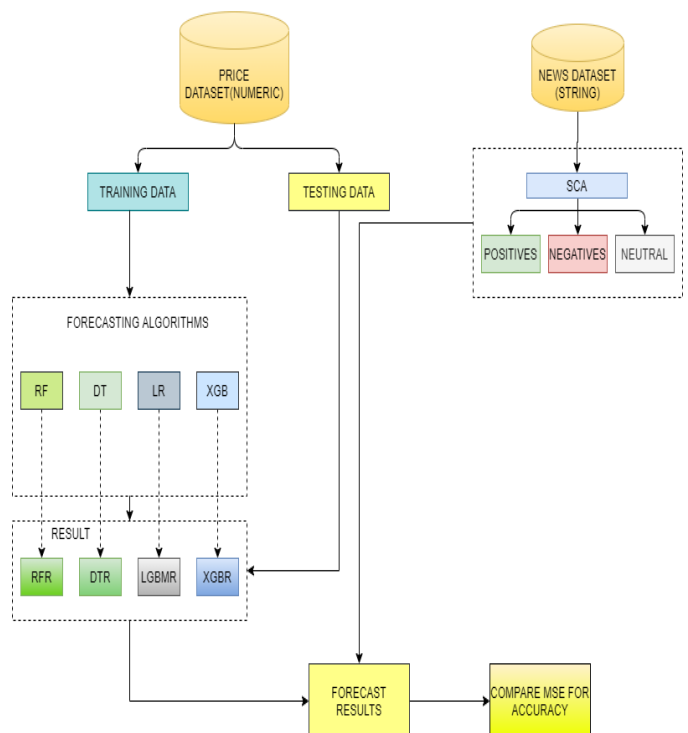 PRICE
DATASET(NUMERIC)
NEWS DATASET
(STRING)
TRAINING DATA
TESTING DATA
SCA
POSITIVES
NEGATIVES
NEUTRAL
FORECASTING ALGORITHMS
RF
DT
LR
XGB
RESULT
RFR
DTR
LGBMR
XGBR
FORECAST
RESULTS
COMPARE MSE FOR
ACCURACY